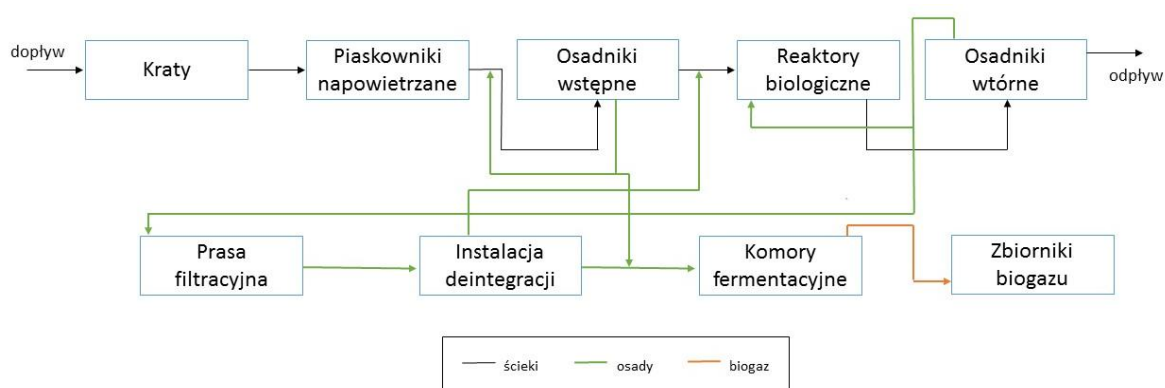 dopływ
Kraty
Piaskowniki
napowietrzane
Osadniki
wstępne
Reaktory
biologiczne
Osadniki
wtórne
odpływ
Prasa
filtracyjna
Instalacja
deintegracji
Komory
fermentacyjne
Zbiorniki
biogazu
ścieki
osady
biogaz